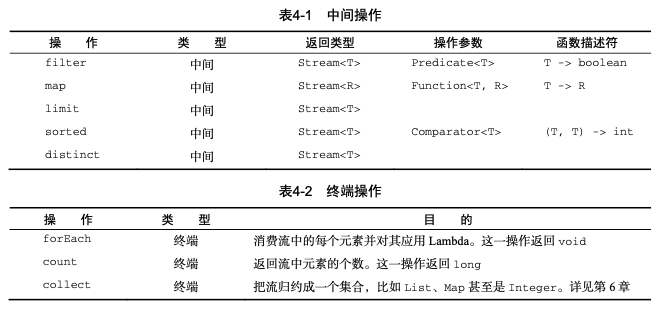 表4-1 中间操作
操 作 类 型 返回类型 操作参数 函数描述符
filter 中间 Stream<T> Predicate<T> T -> boolean
map 中间 Stream<R> Function<T, R> T -> R
limit 中间 Stream<T>
sorted 中间 Stream<T> Comparator<T> (T, T) -> int
distinct 中间 Stream<T>
表4-2 终端操作
操 作 类 型 目 的
forEach 终端 消费流中的每个元素并对其应用 Lambda。这一操作返回 void
count 终端 返回流中元素的个数。这一操作返回 long
collect 终端 把流归约成一个集合，比如 List、Map 甚至是 Integer。详见第 6 章